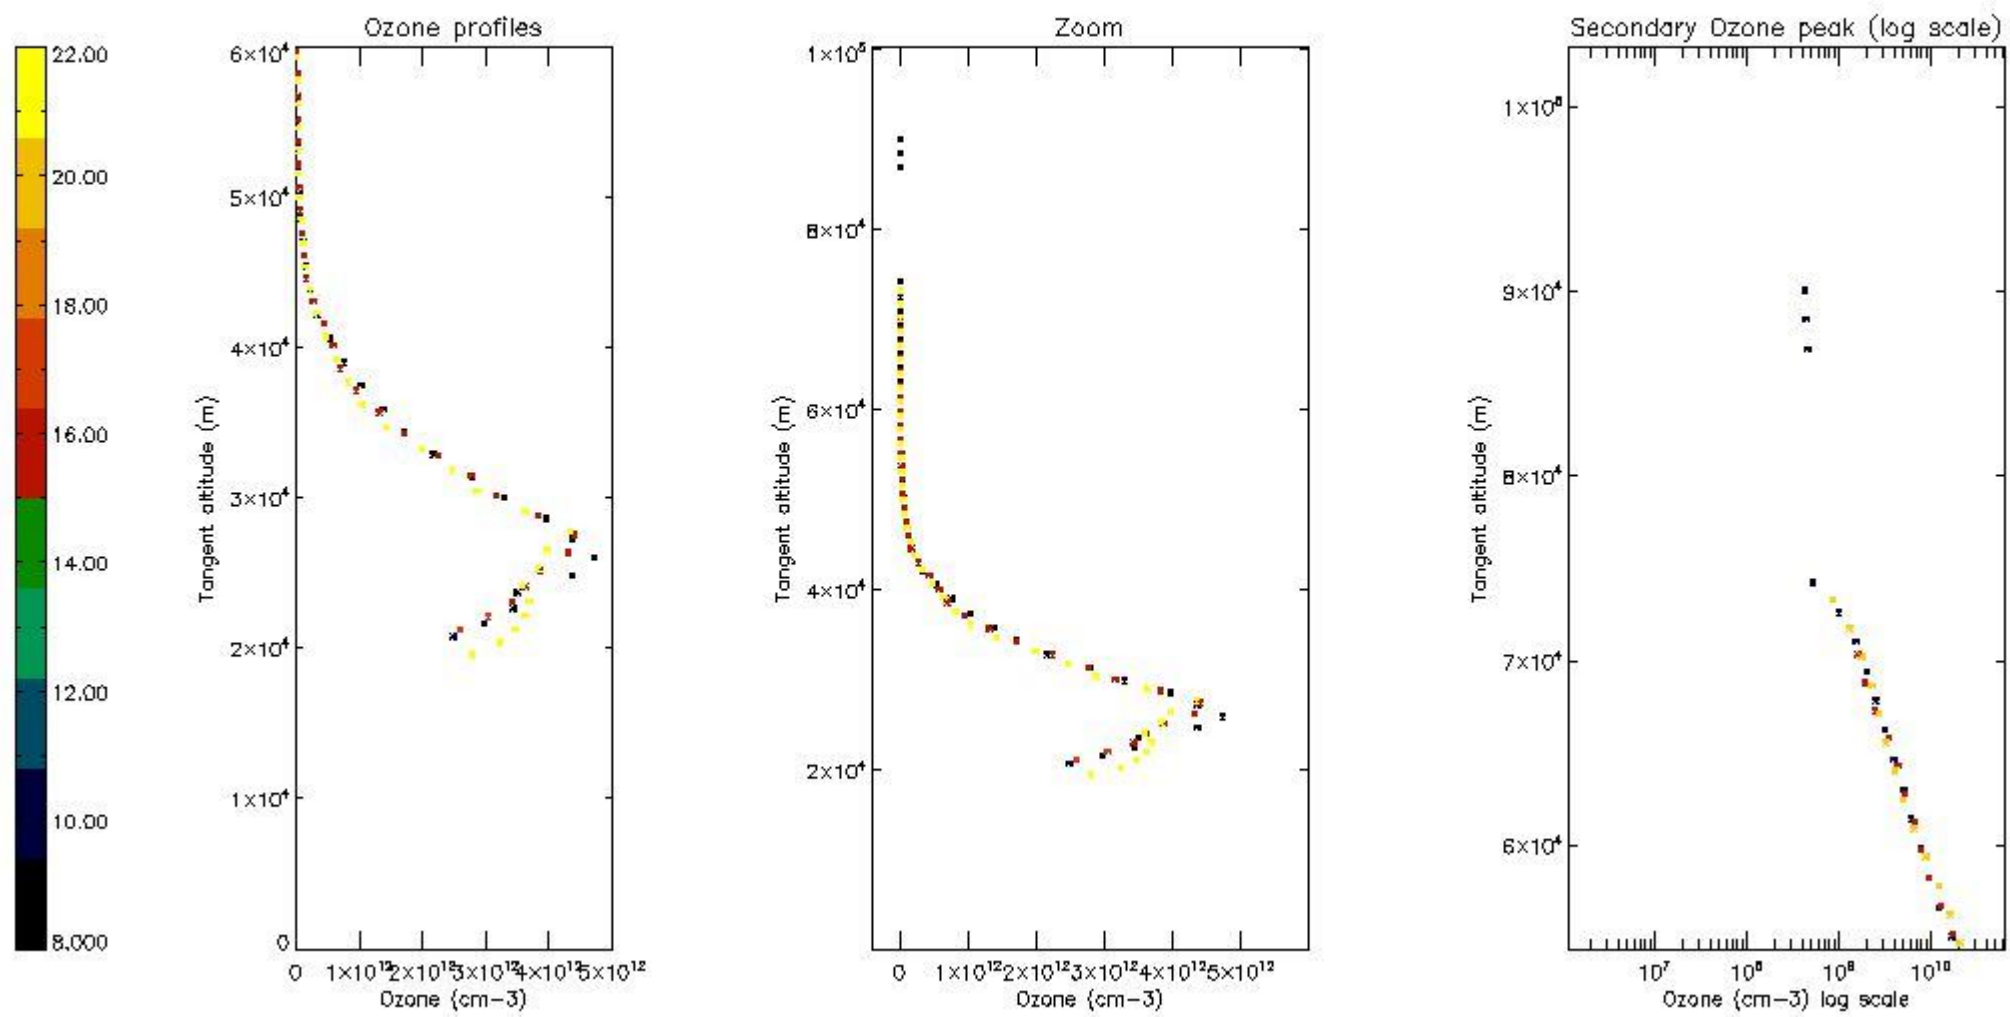 Ozone profiles
Zoom
Secondary Ozone peak (log scale)
22.00
20.00
18.00
16.00
14.00
12.00
10.00
8.000
6×10⁴
5×10⁴
4×10⁴
3×10⁴
2×10⁴
1×10⁴
0
Tangent altitude (m)
0 1×10¹² 2×10¹² 3×10¹² 4×10¹² 5×10¹²
Ozone (cm−3)
1×10⁵
8×10⁴
6×10⁴
4×10⁴
2×10⁴
Tangent altitude (m)
0 1×10¹² 2×10¹² 3×10¹² 4×10¹² 5×10¹²
Ozone (cm−3)
1×10⁵
9×10⁴
8×10⁴
7×10⁴
6×10⁴
Tangent altitude (m)
10⁷ 10⁸ 10⁹ 10¹⁰
Ozone (cm−3) log scale